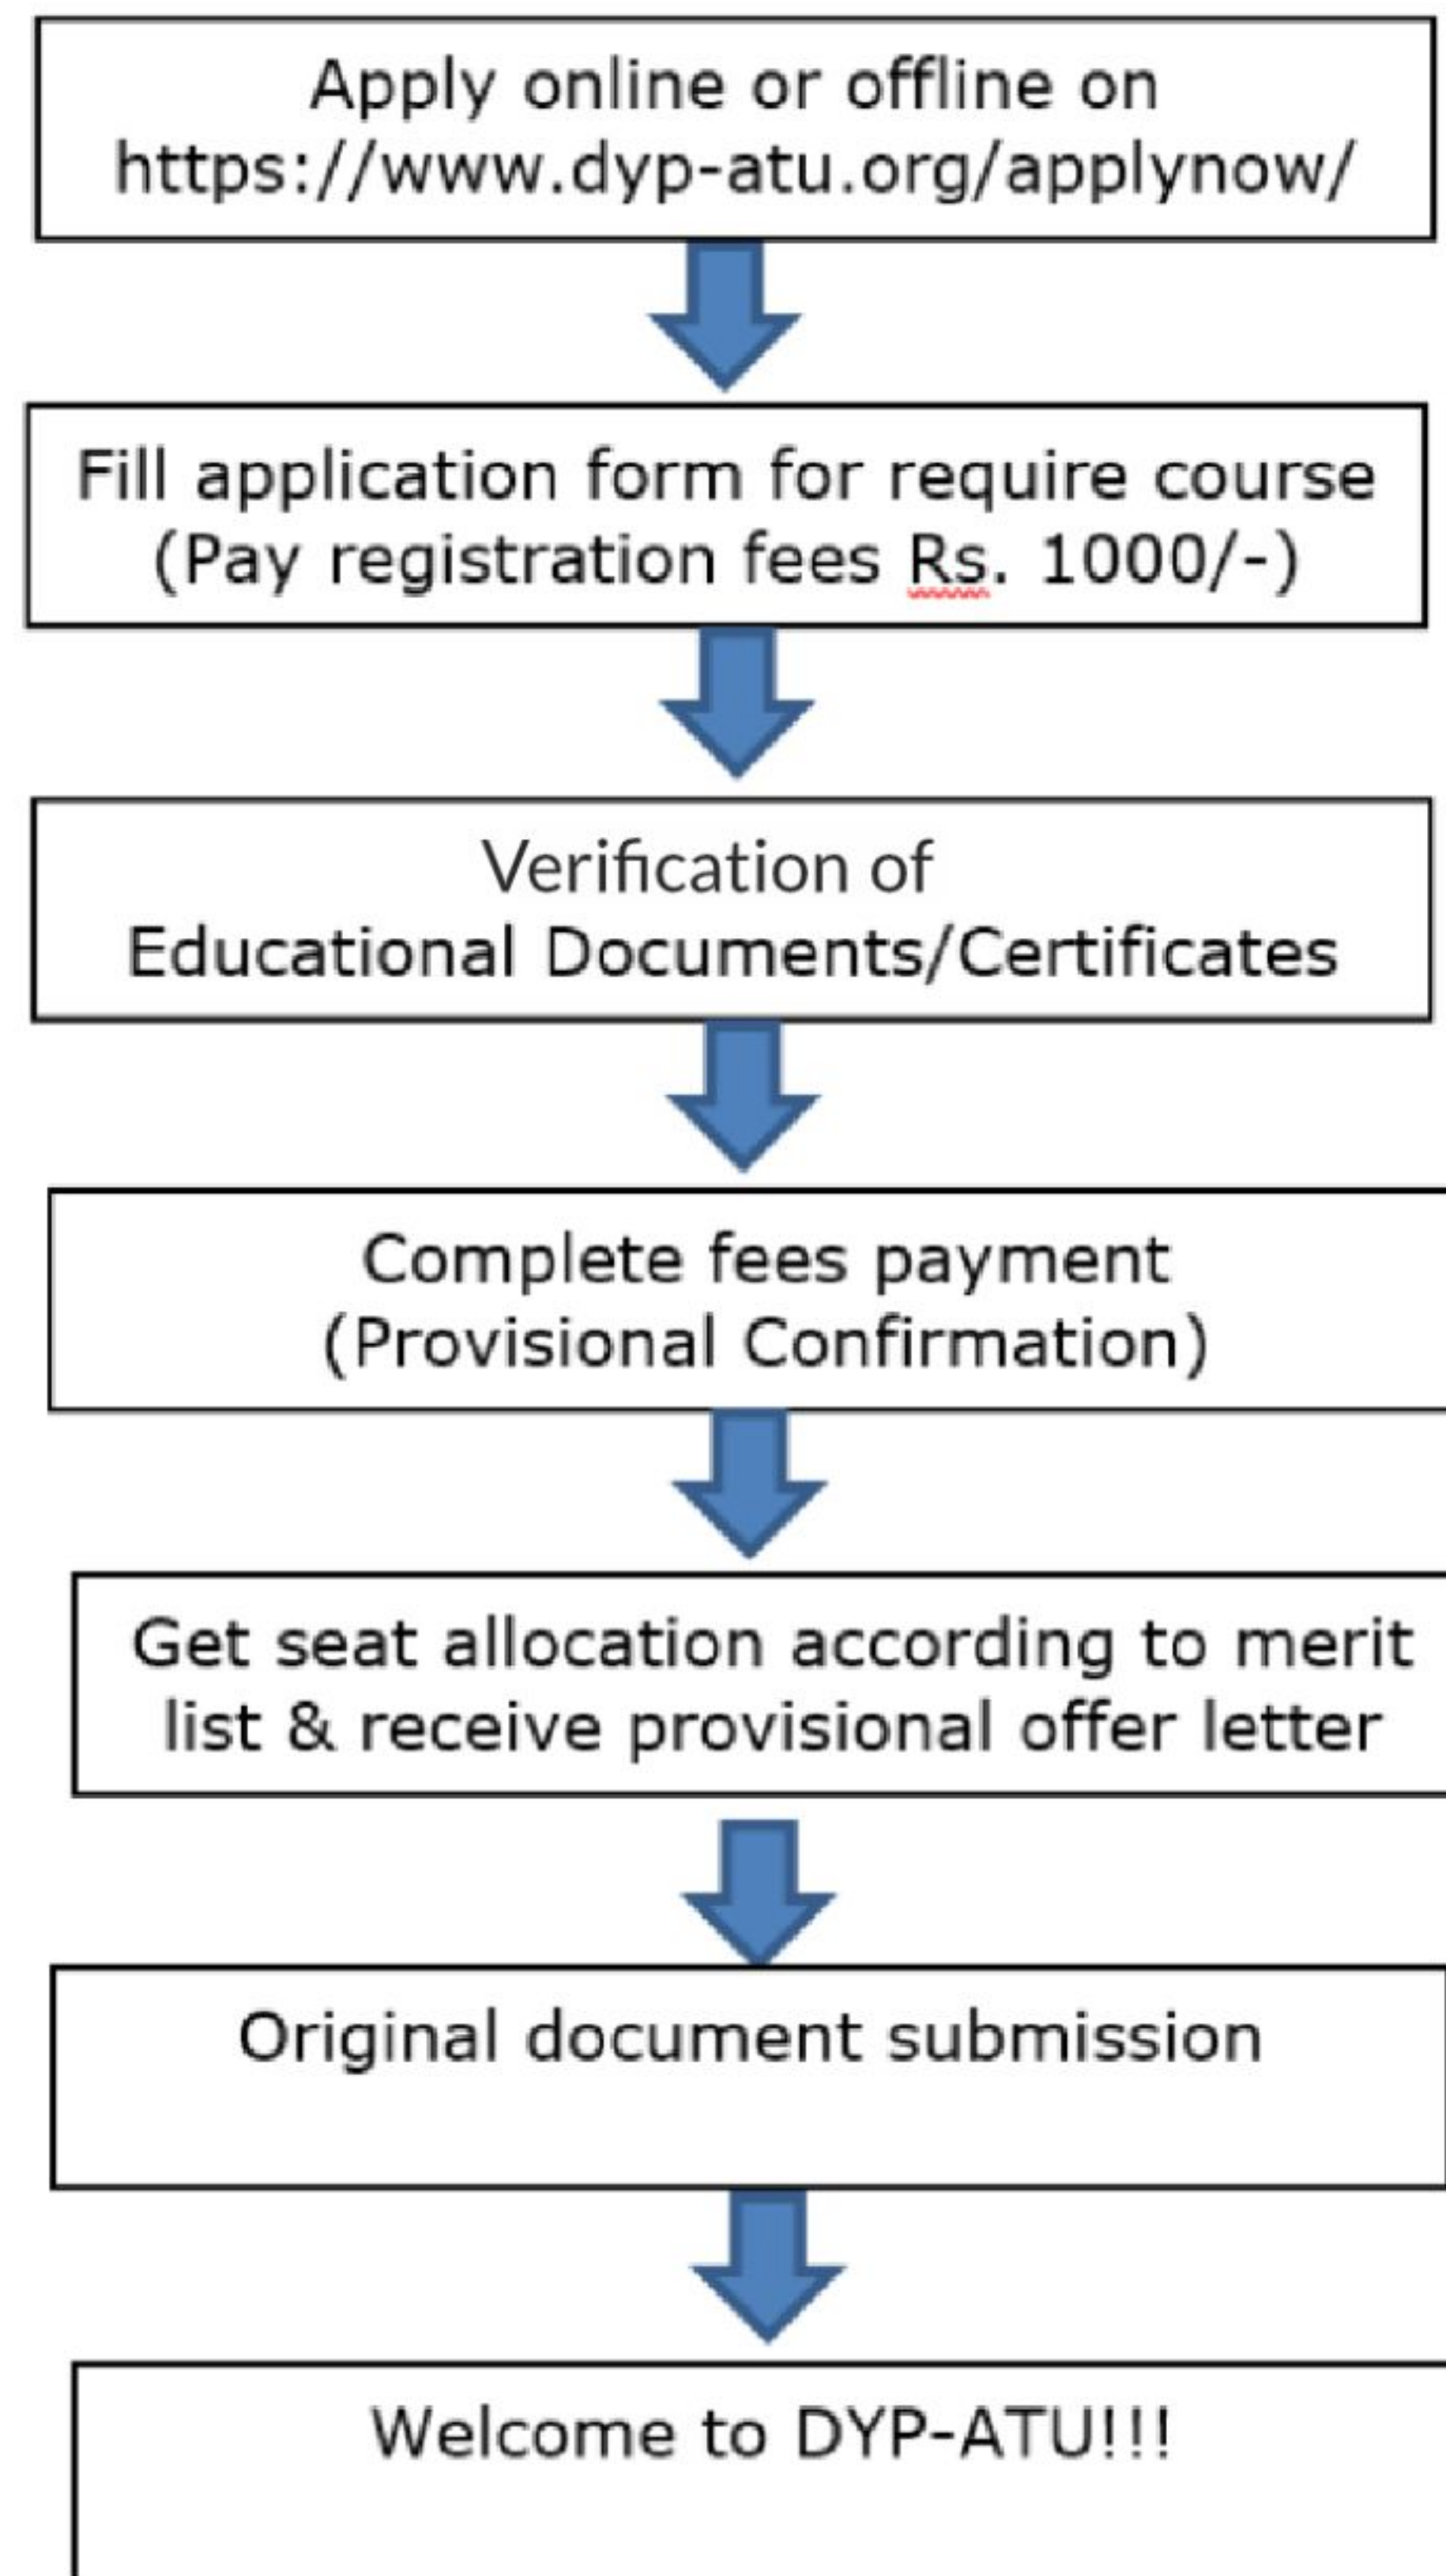 Apply online or offline on
https://www.dyp-atu.org/applynow/
Fill application form for require course
(Pay registration fees Rs. 1000/-)
Verification of
Educational Documents/Certificates
Complete fees payment
(Provisional Confirmation)
Get seat allocation according to merit
list & receive provisional offer letter
Original document submission
Welcome to DYP-ATU!!!